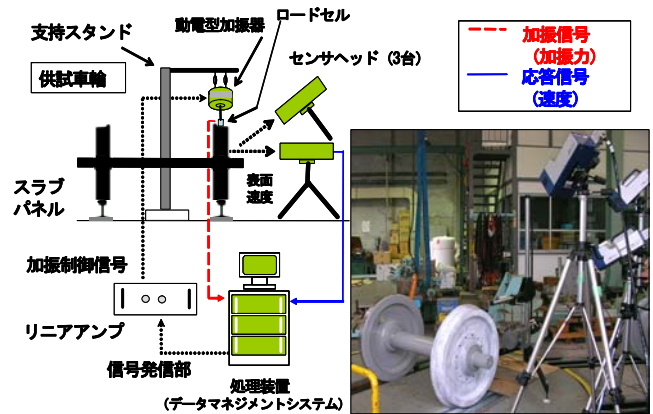 支持スタンド
動電型加振器
ロードセル
センサヘッド（3台）
供試車輪
加振信号
（加振力）
応答信号
（速度）
表面
速度
スラブ
パネル
加振制御信号
リニアアンプ
信号発信部
処理装置
（データマネジメントシステム）